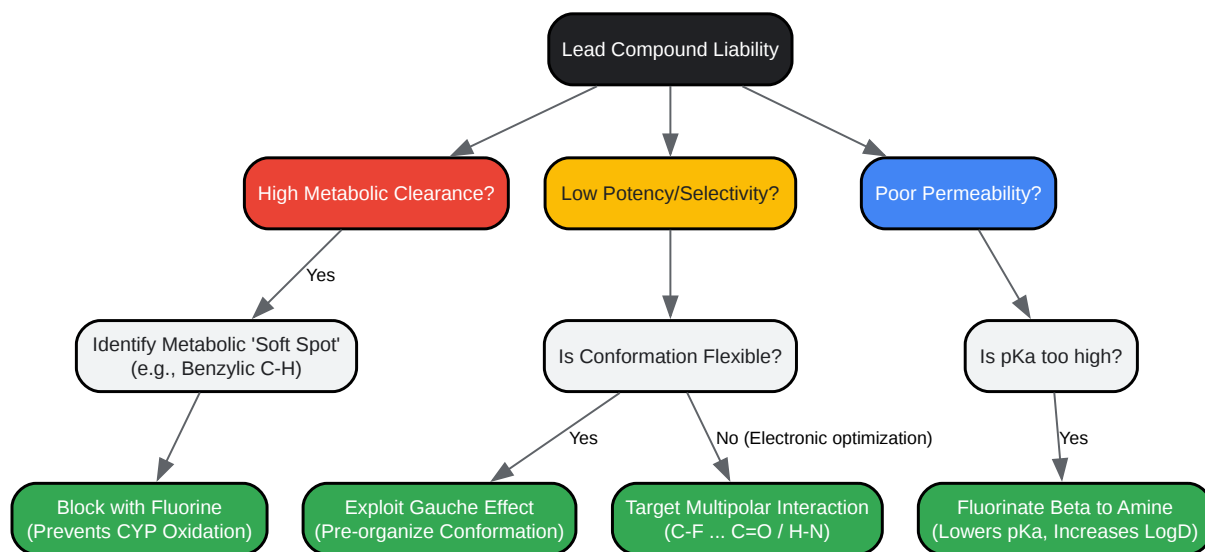 Lead Compound Liability
High Metabolic Clearance?
Low Potency/Selectivity?
Poor Permeability?
Yes
Identify Metabolic 'Soft Spot'
(e.g., Benzylic C-H)
Is Conformation Flexible?
Is pKa too high?
Yes
No (Electronic optimization)
Yes
Block with Fluorine
(Prevents CYP Oxidation)
Exploit Gauche Effect
(Pre-organize Conformation)
Target Multipolar Interaction
(C-F ... C=O / H-N)
Fluorinate Beta to Amine
(Lowers pKa, Increases LogD)